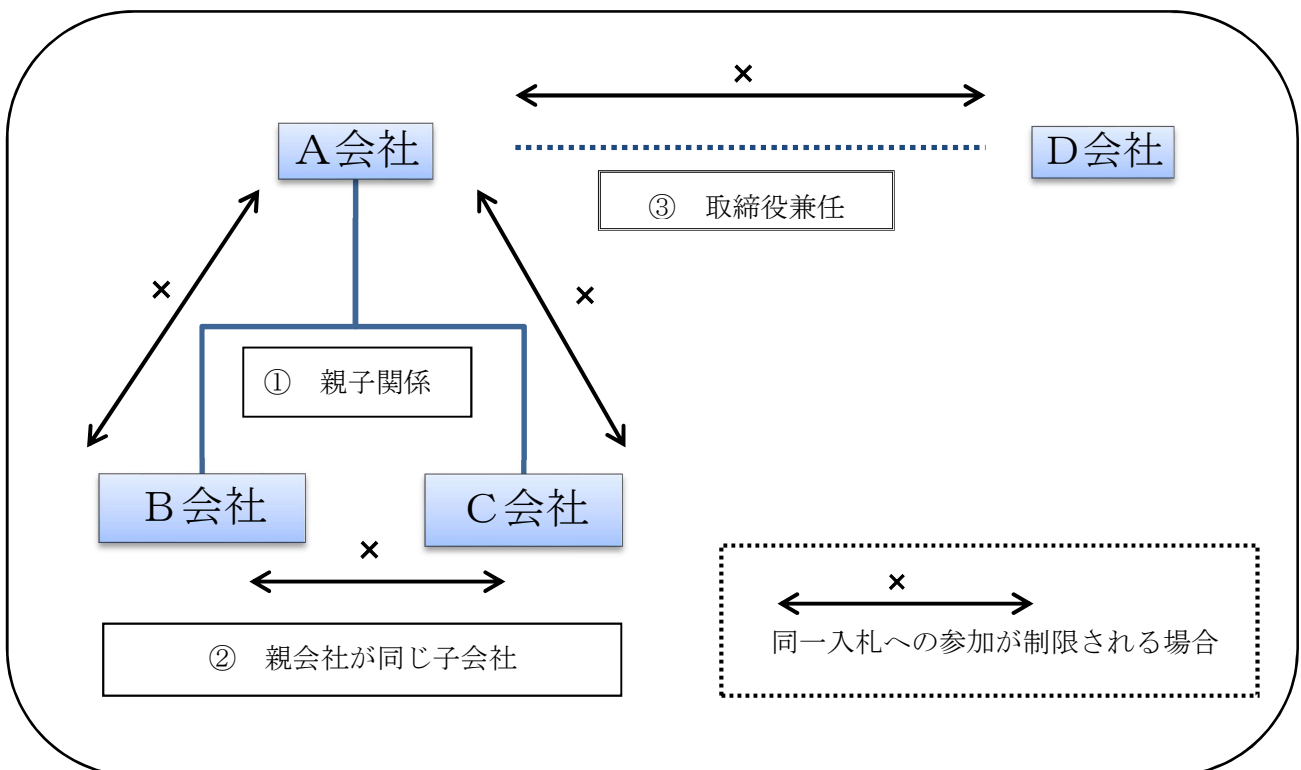 ×
A会社
D会社
③ 取締役兼任
×
×
① 親子関係
B会社
C会社
×
② 親会社が同じ子会社
×
同一入札への参加が制限される場合